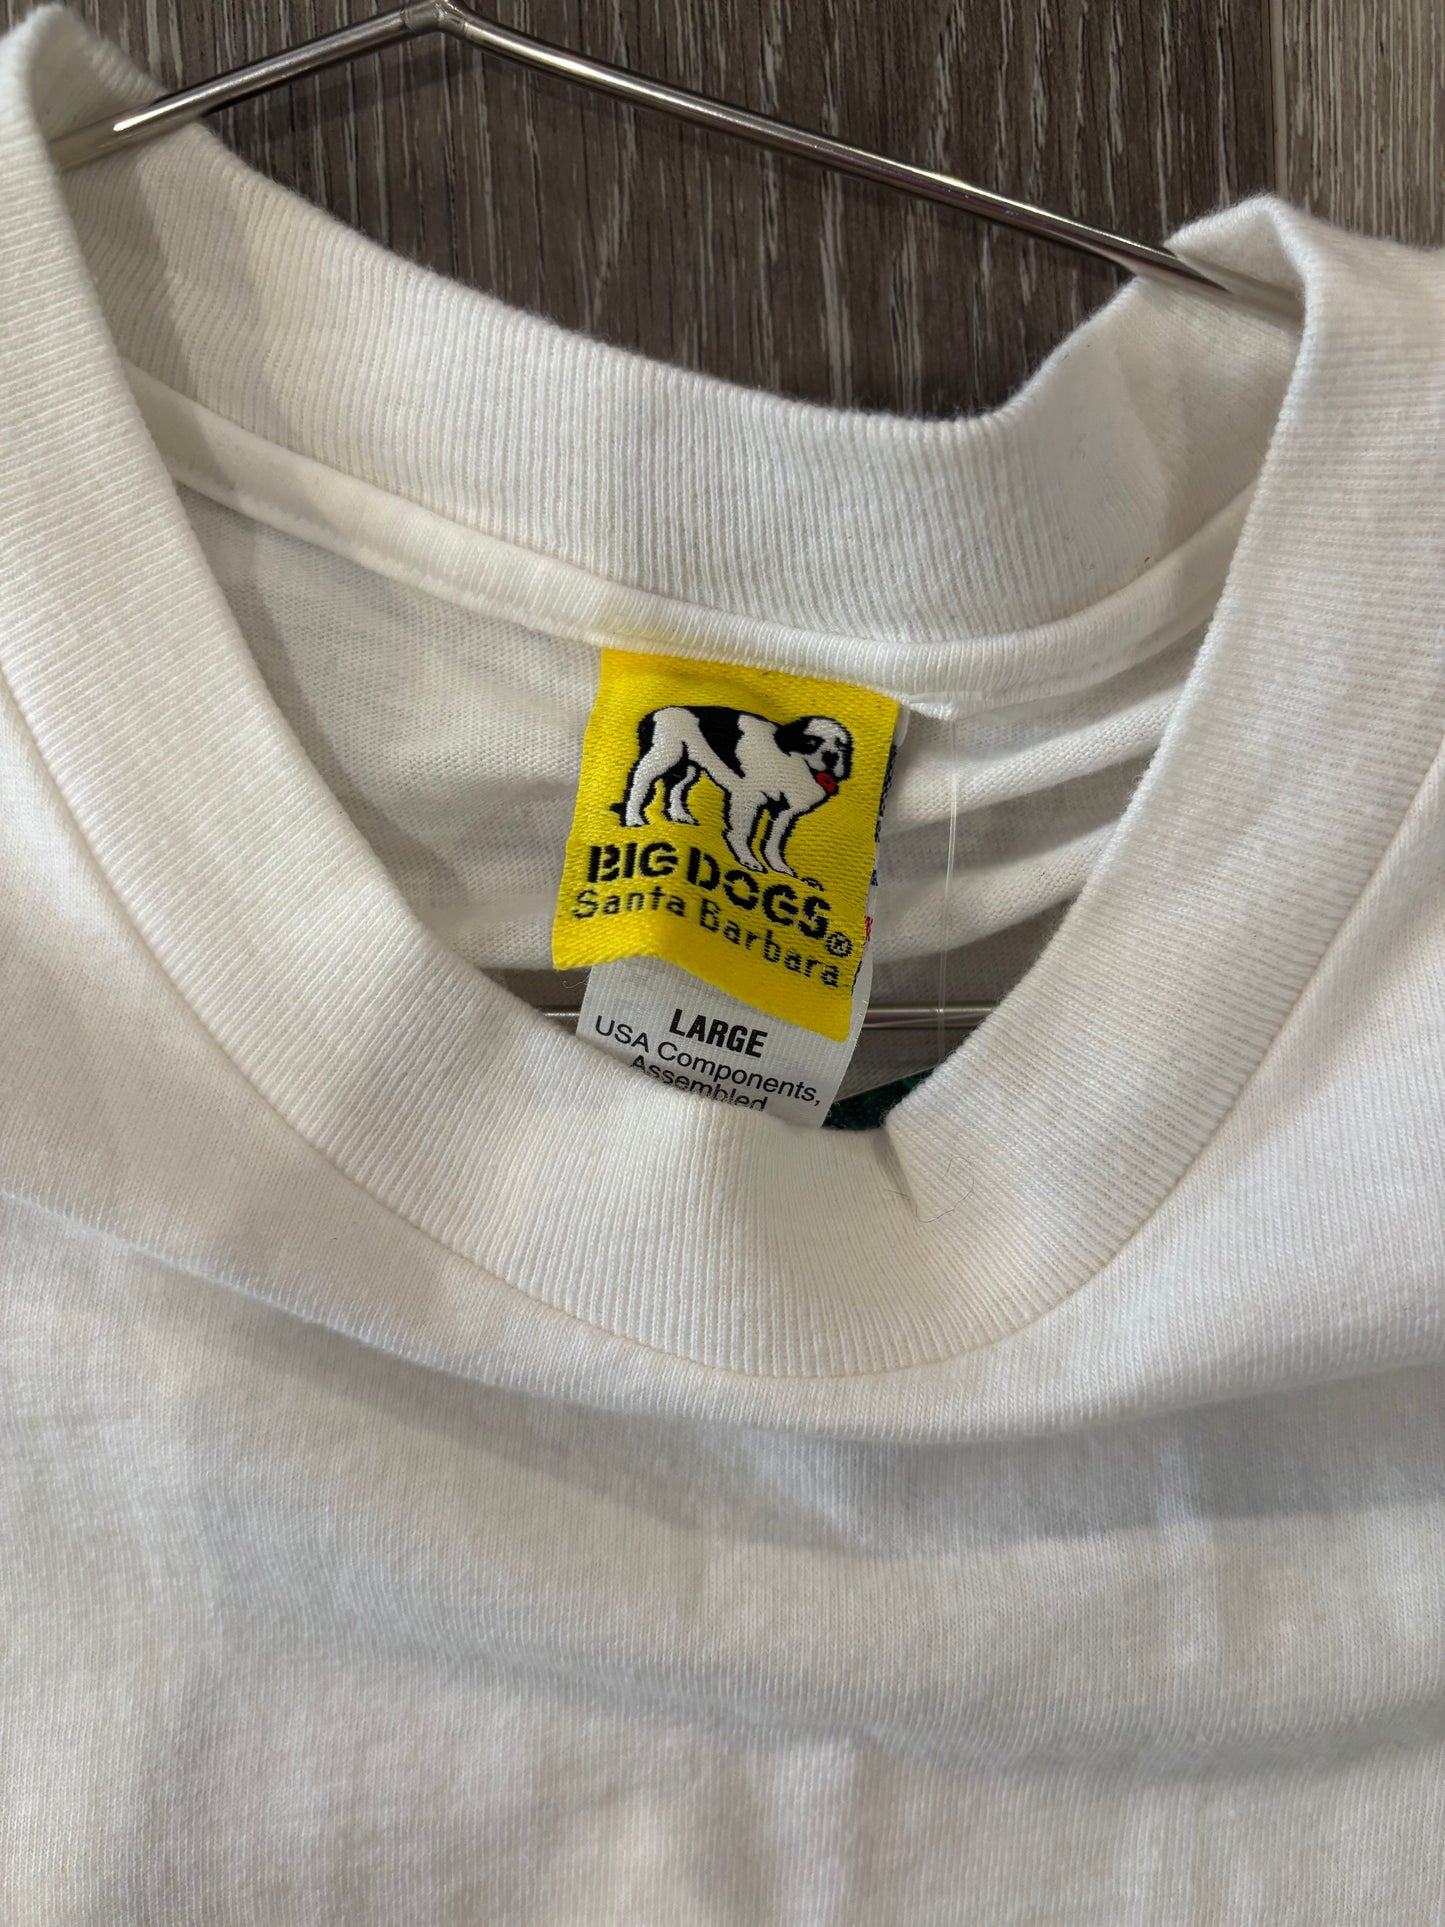 BIG DOGS®
Santa Barbara
LARGE
USA Components,
Assembled